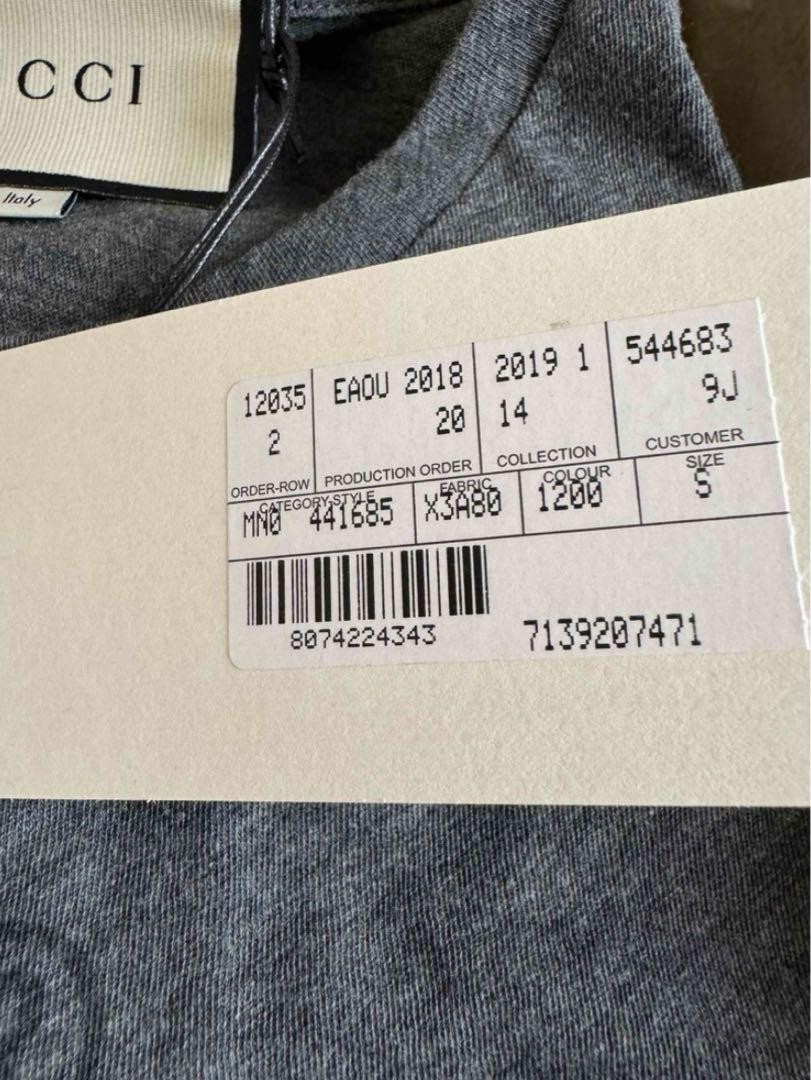 CCI
Italy
12035 EAOU 2018 2019 1 544683
2 20 14 9J
ORDER-ROW PRODUCTION ORDER COLLECTION CUSTOMER
CATEGORY-STYLE FABRIC COLOUR SIZE
MN0 441685 X3A80 1200 S
8074224343 7139207471